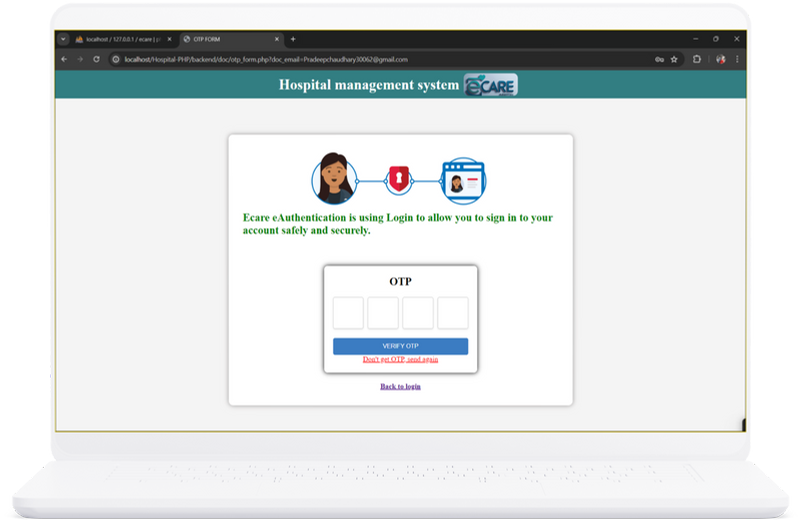 localhost / 127.0.0.1 / ecare | p
OTP FORM
localhost/Hospital-PHP/backend/doc/otp_form.php?doc_email=Pradeepchaudhary30062@gmail.com
Hospital management system eCARE
Ecare eAuthentication is using Login to allow you to sign in to your
account safely and securely.
OTP
VERIFY OTP
Don't get OTP, send again
Back to login